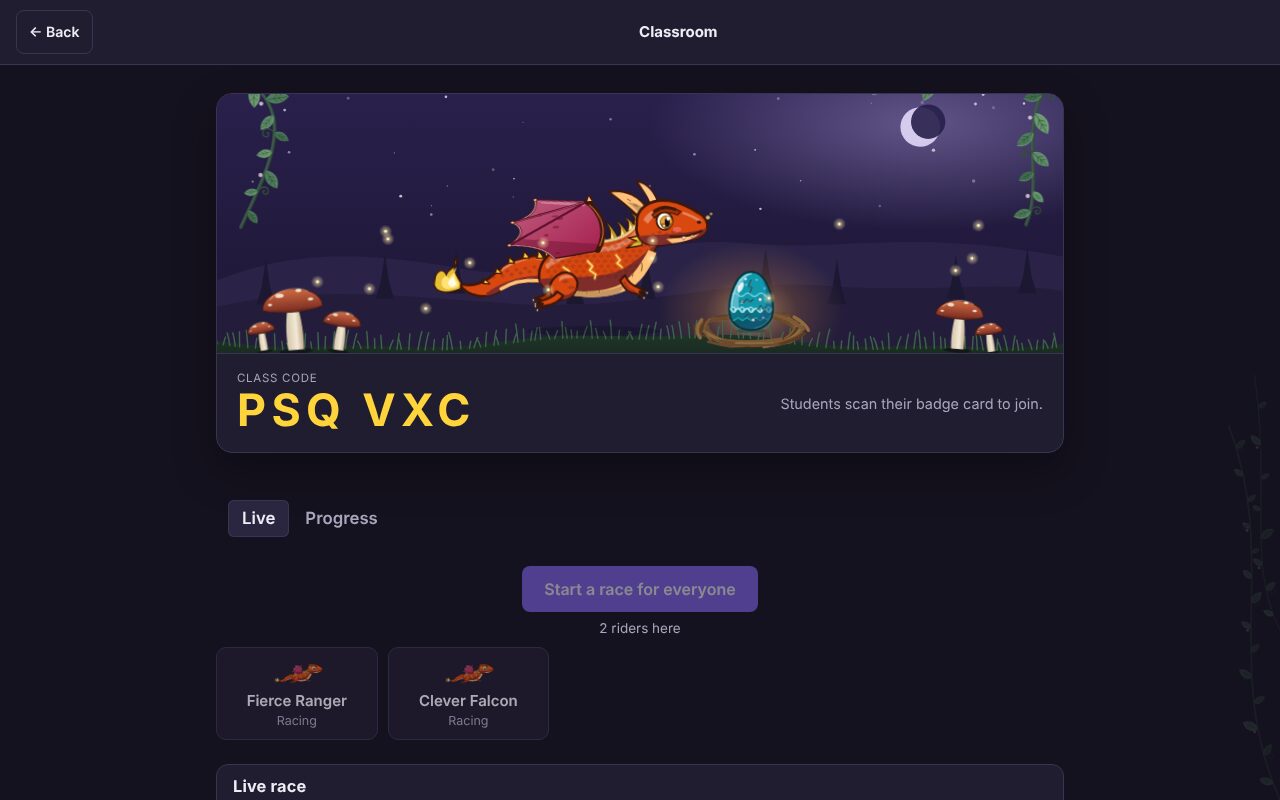 ← Back
Classroom
CLASS CODE
PSQ VXC
Students scan their badge card to join.
Live
Progress
Start a race for everyone
2 riders here
Fierce Ranger
Racing
Clever Falcon
Racing
Live race